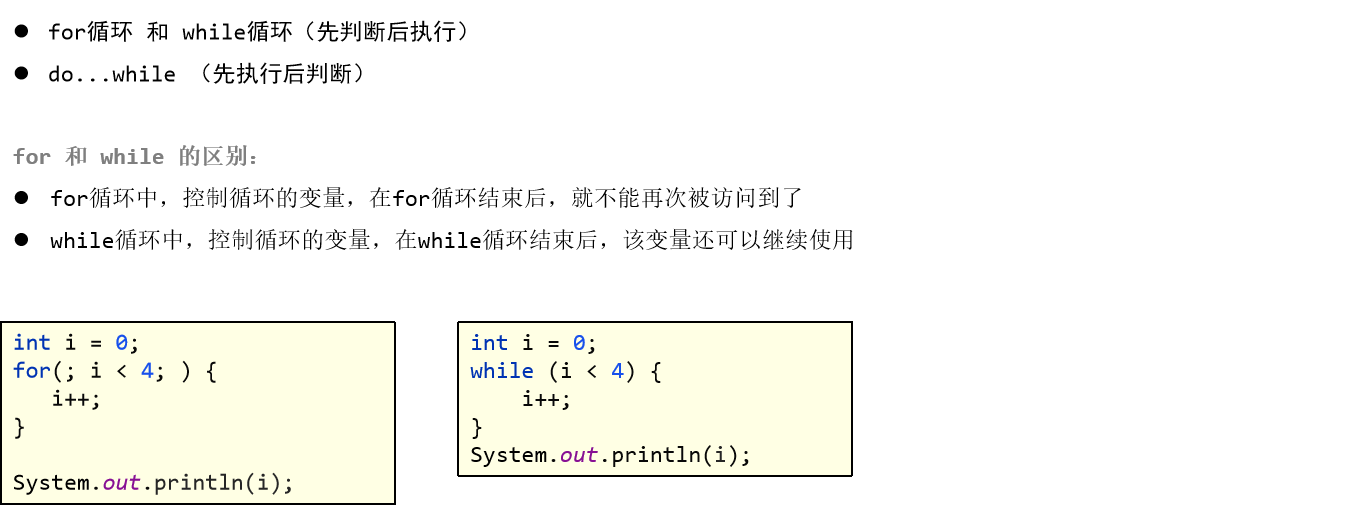 ● for循环 和 while循环（先判断后执行）
● do...while （先执行后判断）
for 和 while 的区别：
● for循环中，控制循环的变量，在for循环结束后，就不能再次被访问到了
● while循环中，控制循环的变量，在while循环结束后，该变量还可以继续使用
int i = 0;
for(; i < 4; ) {
   i++;
}
System.out.println(i);
int i = 0;
while (i < 4) {
    i++;
}
System.out.println(i);